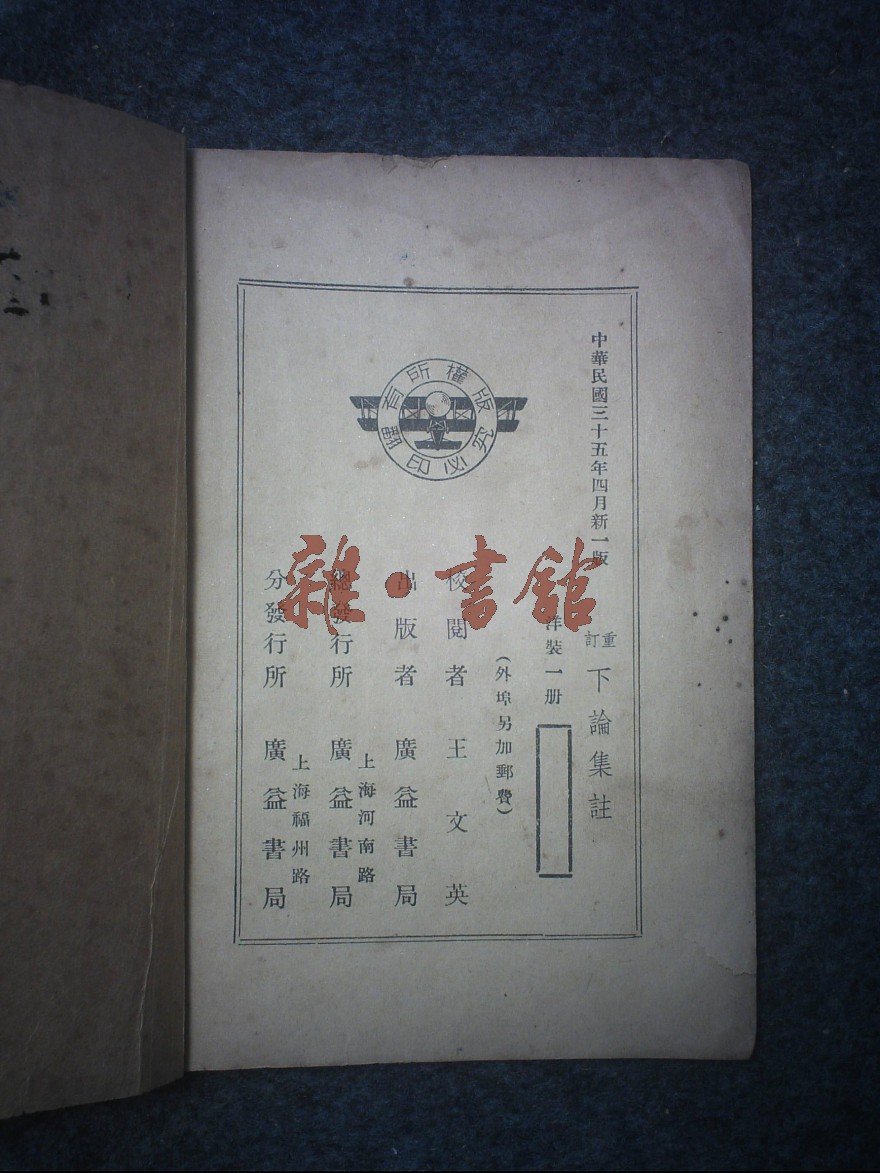 中華民國三十五年四月新一版
重訂
下論集註
洋裝一册
(外埠另加郵費)
版權所有
翻印必究
校閱者 王文英
出版者 廣益書局
總發行所 上海河南路 廣益書局
分發行所 上海福州路 廣益書局
雜·書館